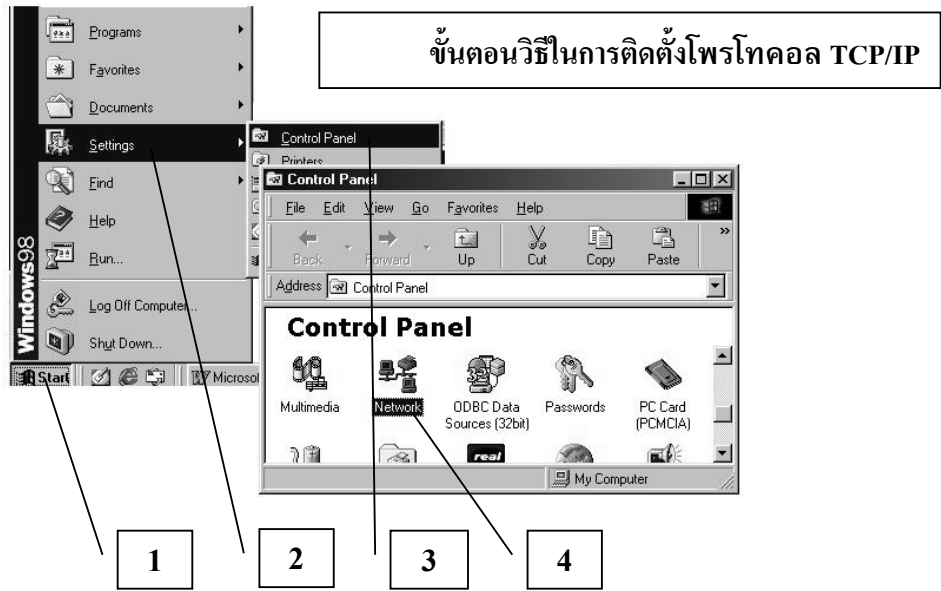 ขั้นตอนวิธีในการติดตั้งโพรโทคอล TCP/IP
Programs
Favorites
Documents
Settings
Find
Help
Run...
Log Off Computer...
Shut Down...
Windows98
Start
Microsof
Control Panel
Printers
Control Panel
File Edit View Go Favorites Help
Back Forward Up Cut Copy Paste »
Address Control Panel
Control Panel
Multimedia
Network
ODBC Data Sources (32bit)
Passwords
PC Card (PCMCIA)
real
My Computer
1 2 3 4